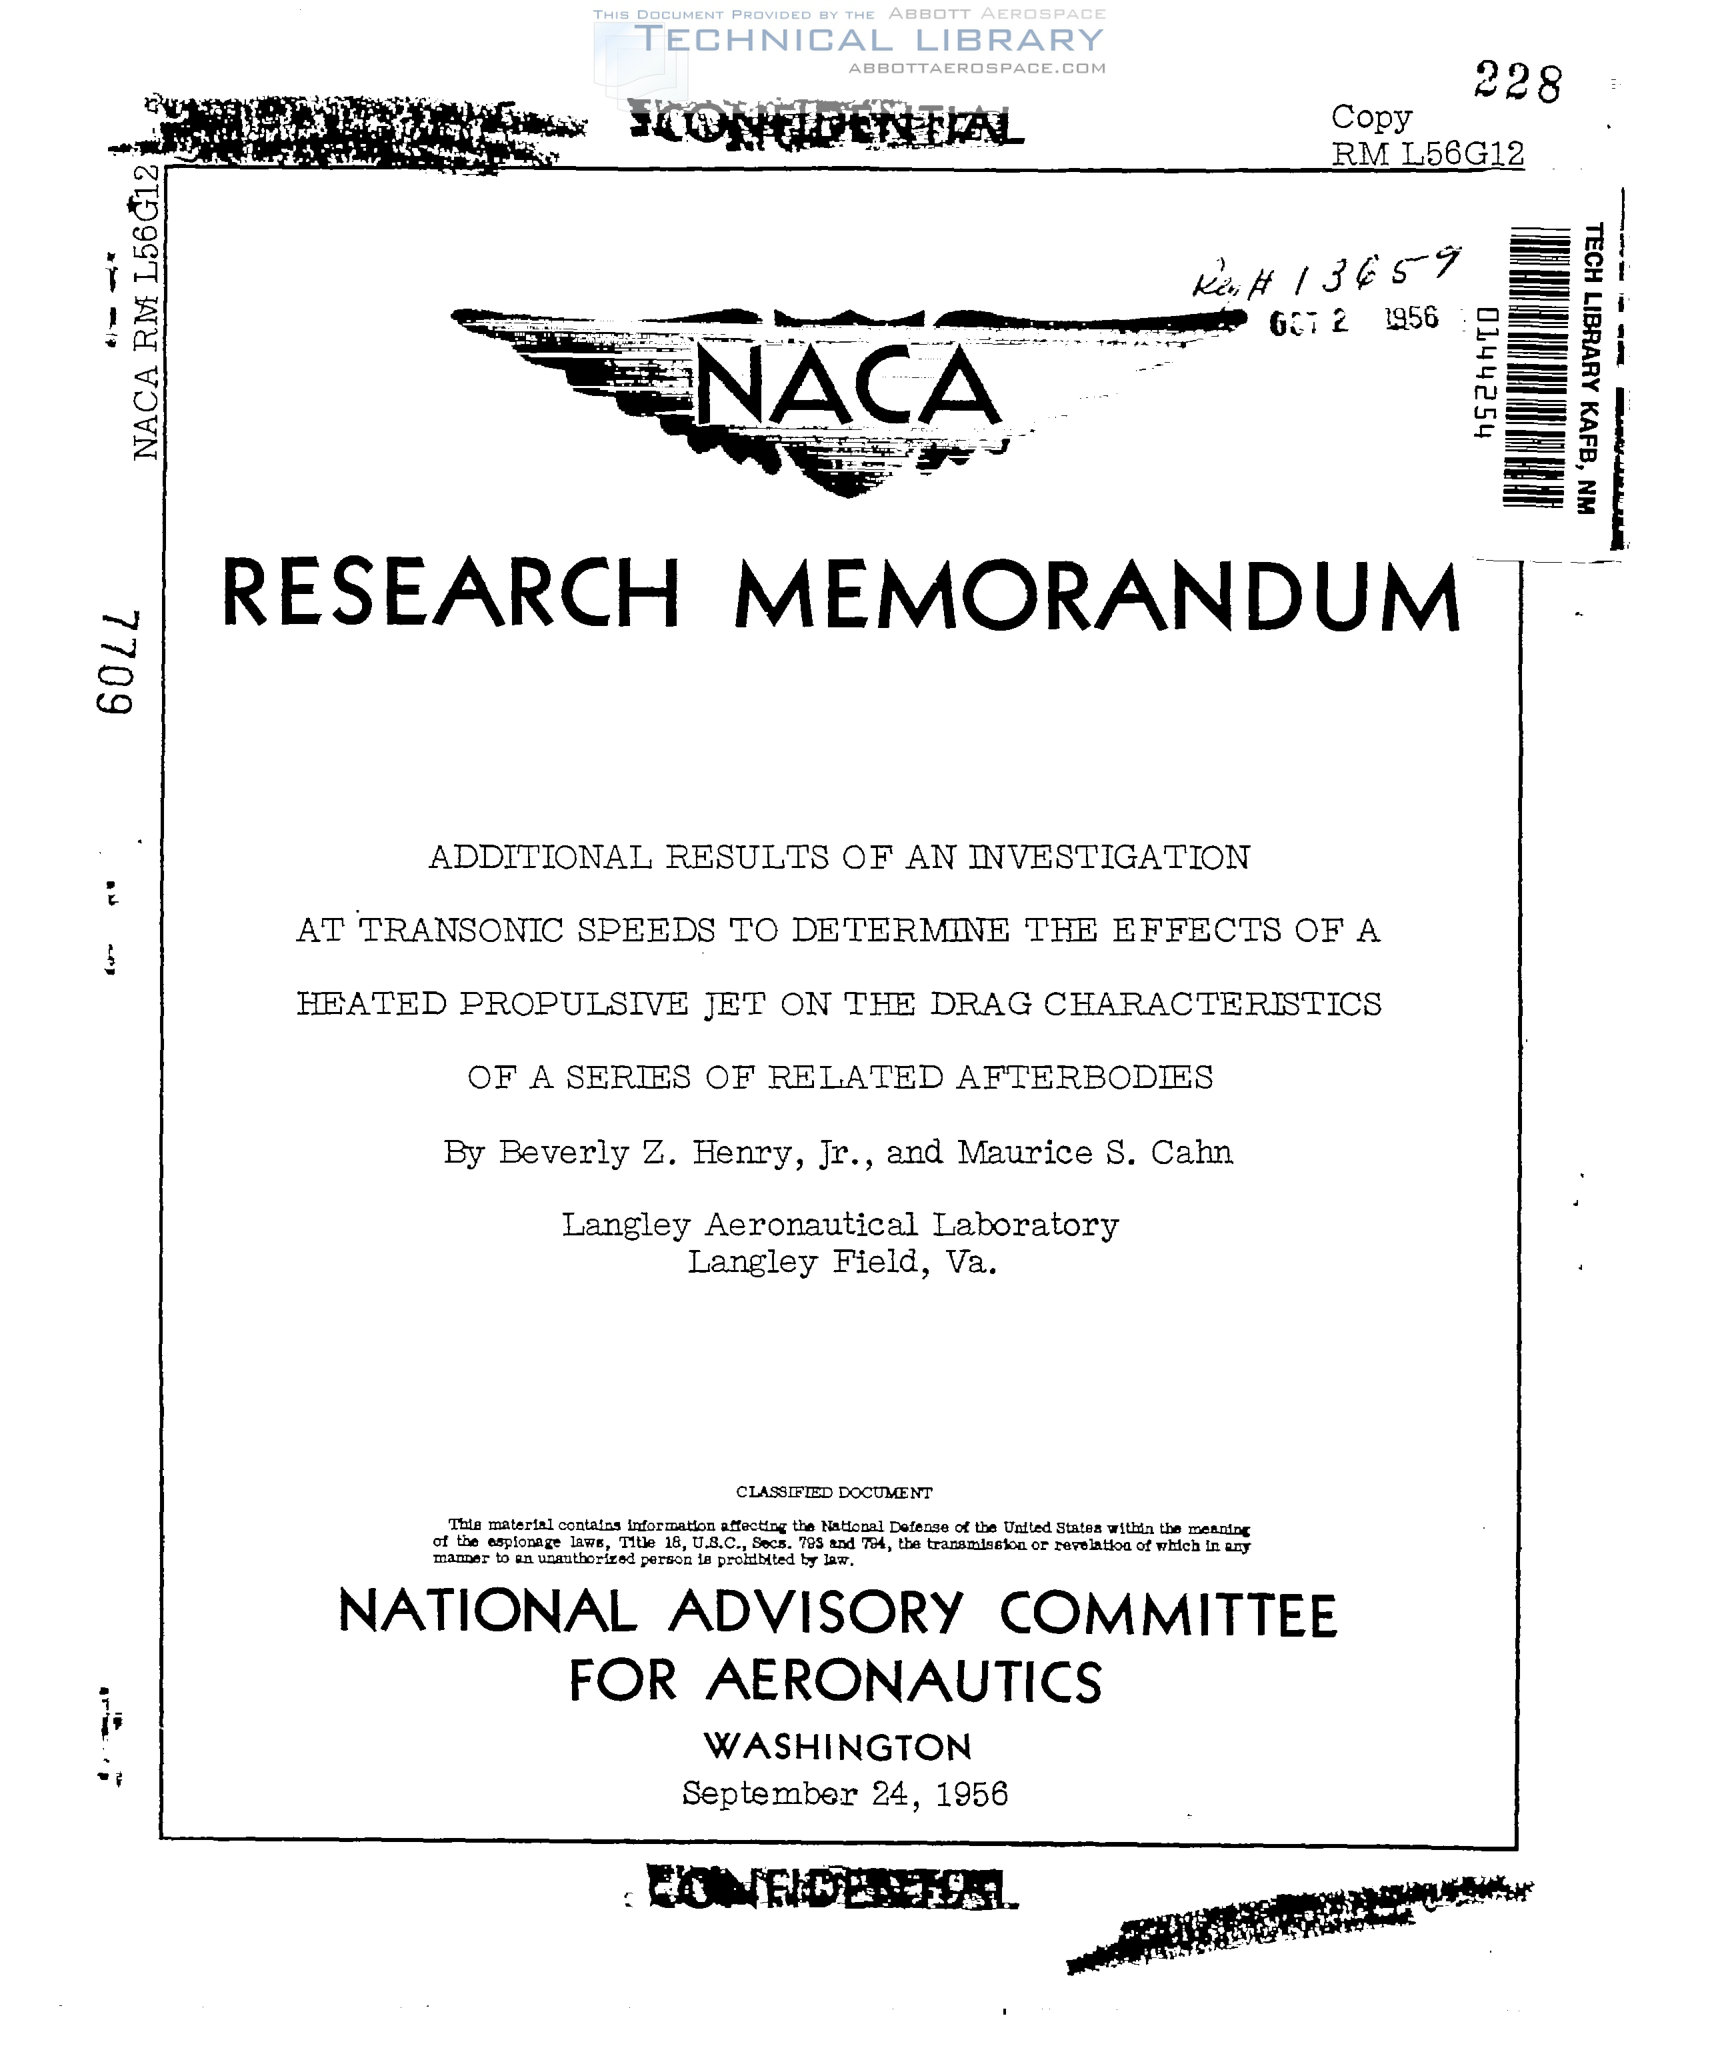 THIS DOCUMENT PROVIDED BY THE ABBOTT AEROSPACE
TECHNICAL LIBRARY
ABBOTTAEROSPACE.COM
CONFIDENTIAL
228
Copy
RM L56G12
NACA RM L56G12
OCT 2 1956
NACA
TECH LIBRARY KAFB, NM
0144254
RESEARCH MEMORANDUM
7709
ADDITIONAL RESULTS OF AN INVESTIGATION
AT TRANSONIC SPEEDS TO DETERMINE THE EFFECTS OF A
HEATED PROPULSIVE JET ON THE DRAG CHARACTERISTICS
OF A SERIES OF RELATED AFTERBODIES
By Beverly Z. Henry, Jr., and Maurice S. Cahn
Langley Aeronautical Laboratory
Langley Field, Va.
CLASSIFIED DOCUMENT
This material contains information affecting the National Defense of the United States within the meaning
of the espionage laws, Title 18, U.S.C., Secs. 793 and 794, the transmission or revelation of which in any
manner to an unauthorized person is prohibited by law.
NATIONAL ADVISORY COMMITTEE
FOR AERONAUTICS
WASHINGTON
September 24, 1956
CONFIDENTIAL